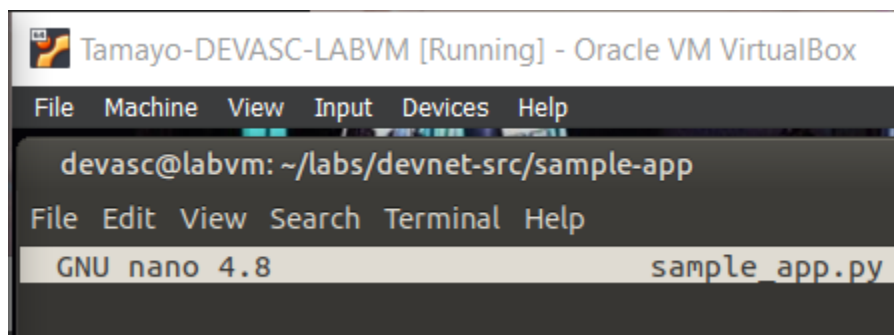 Tamayo-DEVASC-LABVM [Running] - Oracle VM VirtualBox
File Machine View Input Devices Help
devasc@labvm: ~/labs/devnet-src/sample-app
File Edit View Search Terminal Help
GNU nano 4.8 sample_app.py